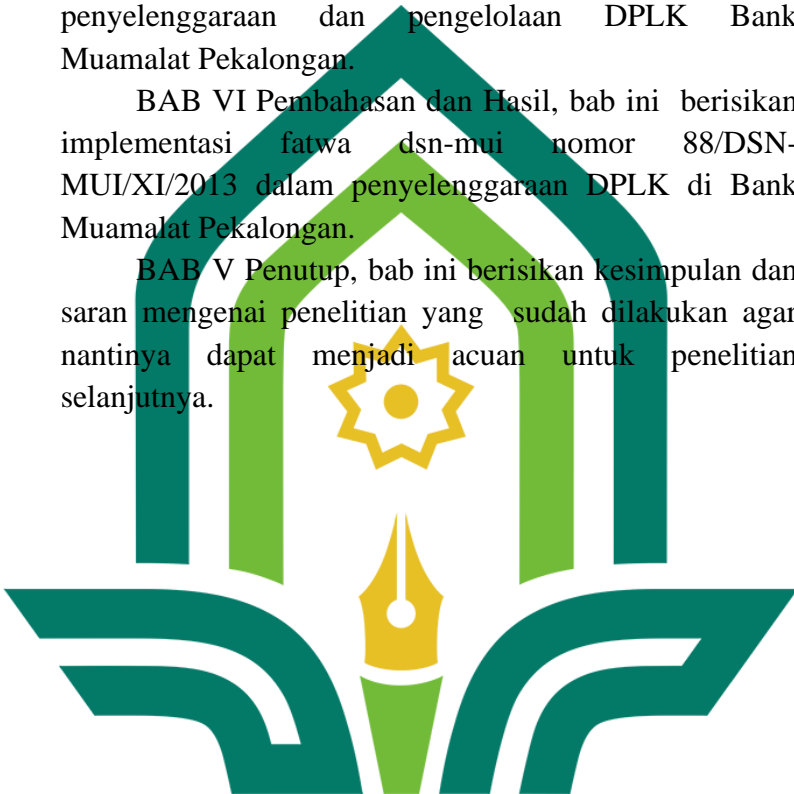 penyelenggaraan dan pengelolaan DPLK Bank
Muamalat Pekalongan.
BAB VI Pembahasan dan Hasil, bab ini berisikan
implementasi fatwa dsn-mui nomor 88/DSN-
MUI/XI/2013 dalam penyelenggaraan DPLK di Bank
Muamalat Pekalongan.
BAB V Penutup, bab ini berisikan kesimpulan dan
saran mengenai penelitian yang sudah dilakukan agar
nantinya dapat menjadi acuan untuk penelitian
selanjutnya.